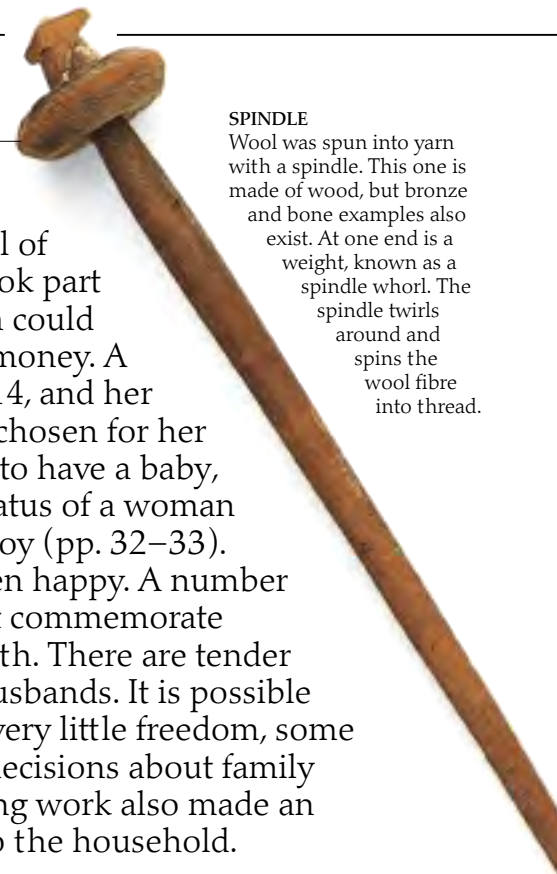 SPINDLE
Wool was spun into yarn
with a spindle. This one is
made of wood, but bronze
and bone examples also
exist. At one end is a
weight, known as a
spindle whorl. The
spindle twirls
around and
spins the
wool fibre
into thread.
l of
ok part
could
money. A
14, and her
chosen for her
to have a baby,
atus of a woman
oy (pp. 32–33).
en happy. A number
commemorate
th. There are tender
usbands. It is possible
very little freedom, some
ecisions about family
ng work also made an
the household.